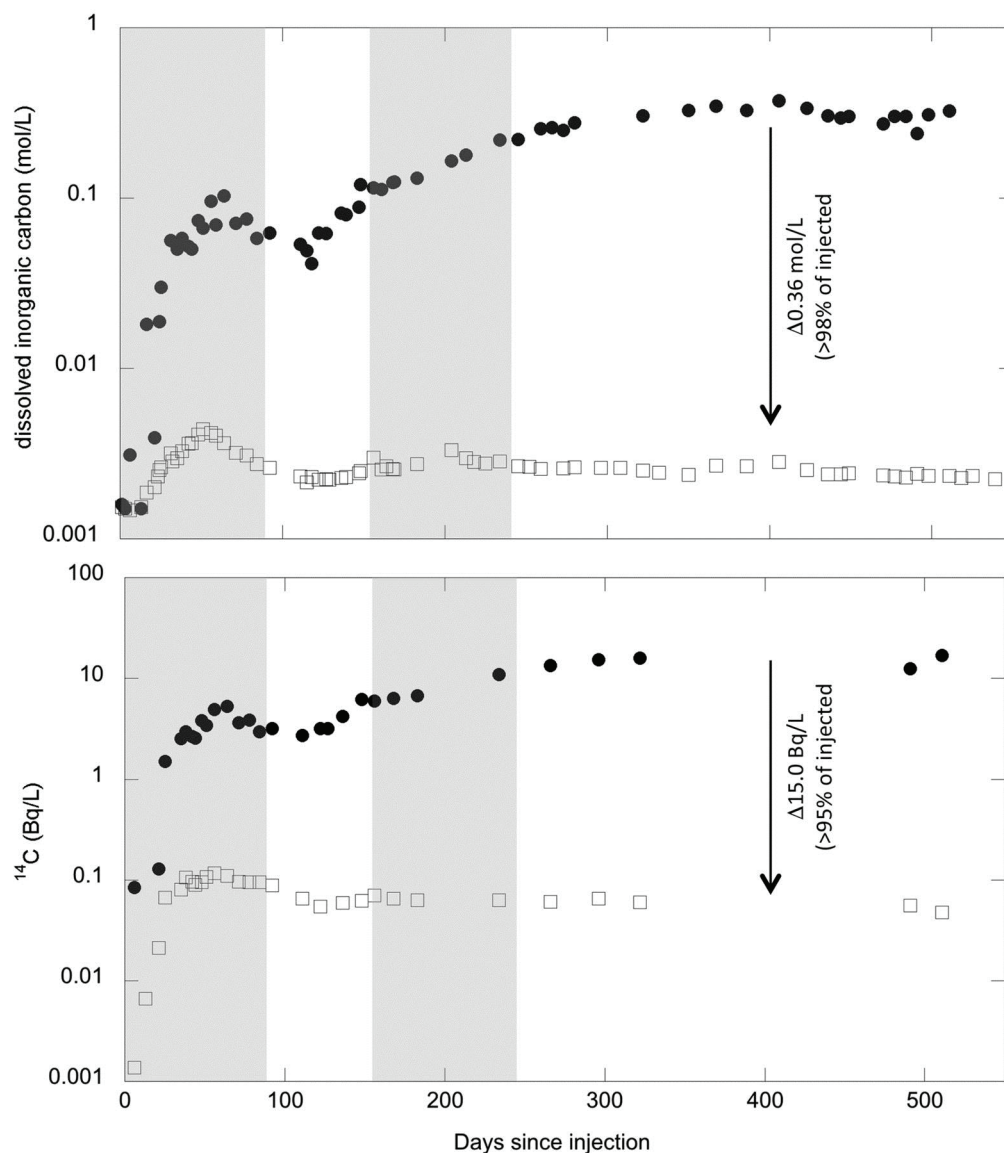 1
0.1
0.01
0.001
dissolved inorganic carbon (mol/L)
Δ0.36 mol/L
(>98% of injected)
100
10
1
0.1
0.01
0.001
¹⁴C (Bq/L)
Δ15.0 Bq/L
(>95% of injected)
0 100 200 300 400 500
Days since injection